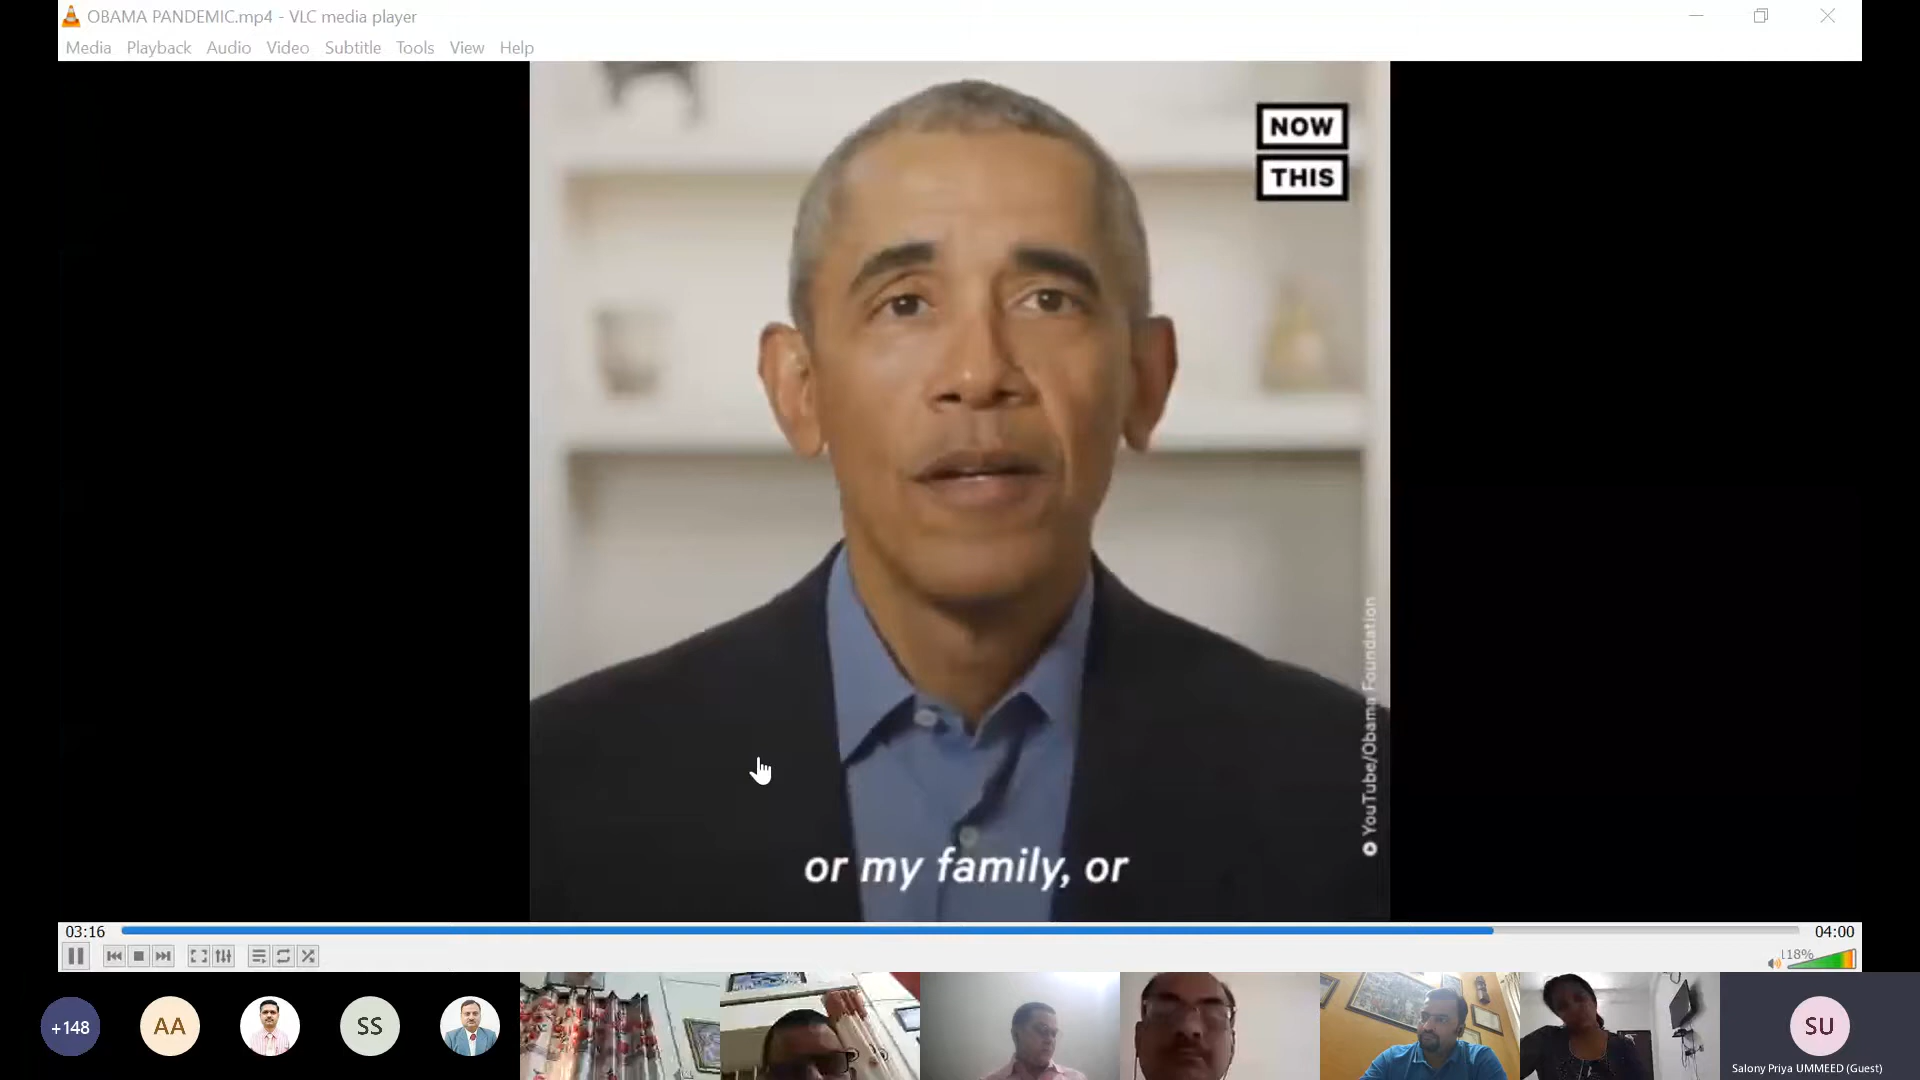 OBAMA PANDEMIC.mp4 - VLC media player
Media Playback Audio Video Subtitle Tools View Help
NOW
THIS
YouTube/Obama Foundation
or my family, or
03:16
04:00
118%
+148
AA
SS
SU
Salony Priya UMMEED (Guest)